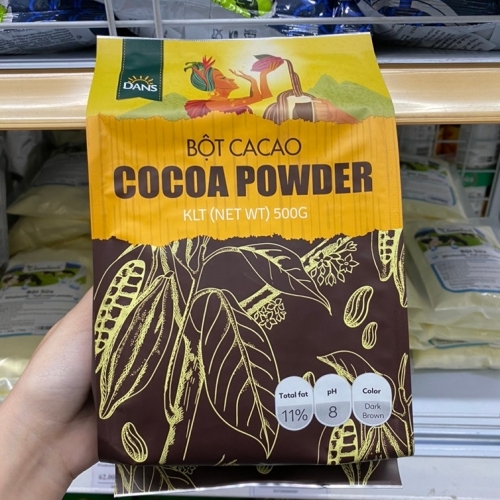 DANS
BỘT CACAO
COCOA POWDER
KLT (NET WT) 500G
Total fat
11%
pH
8
Color
Dark
Brown